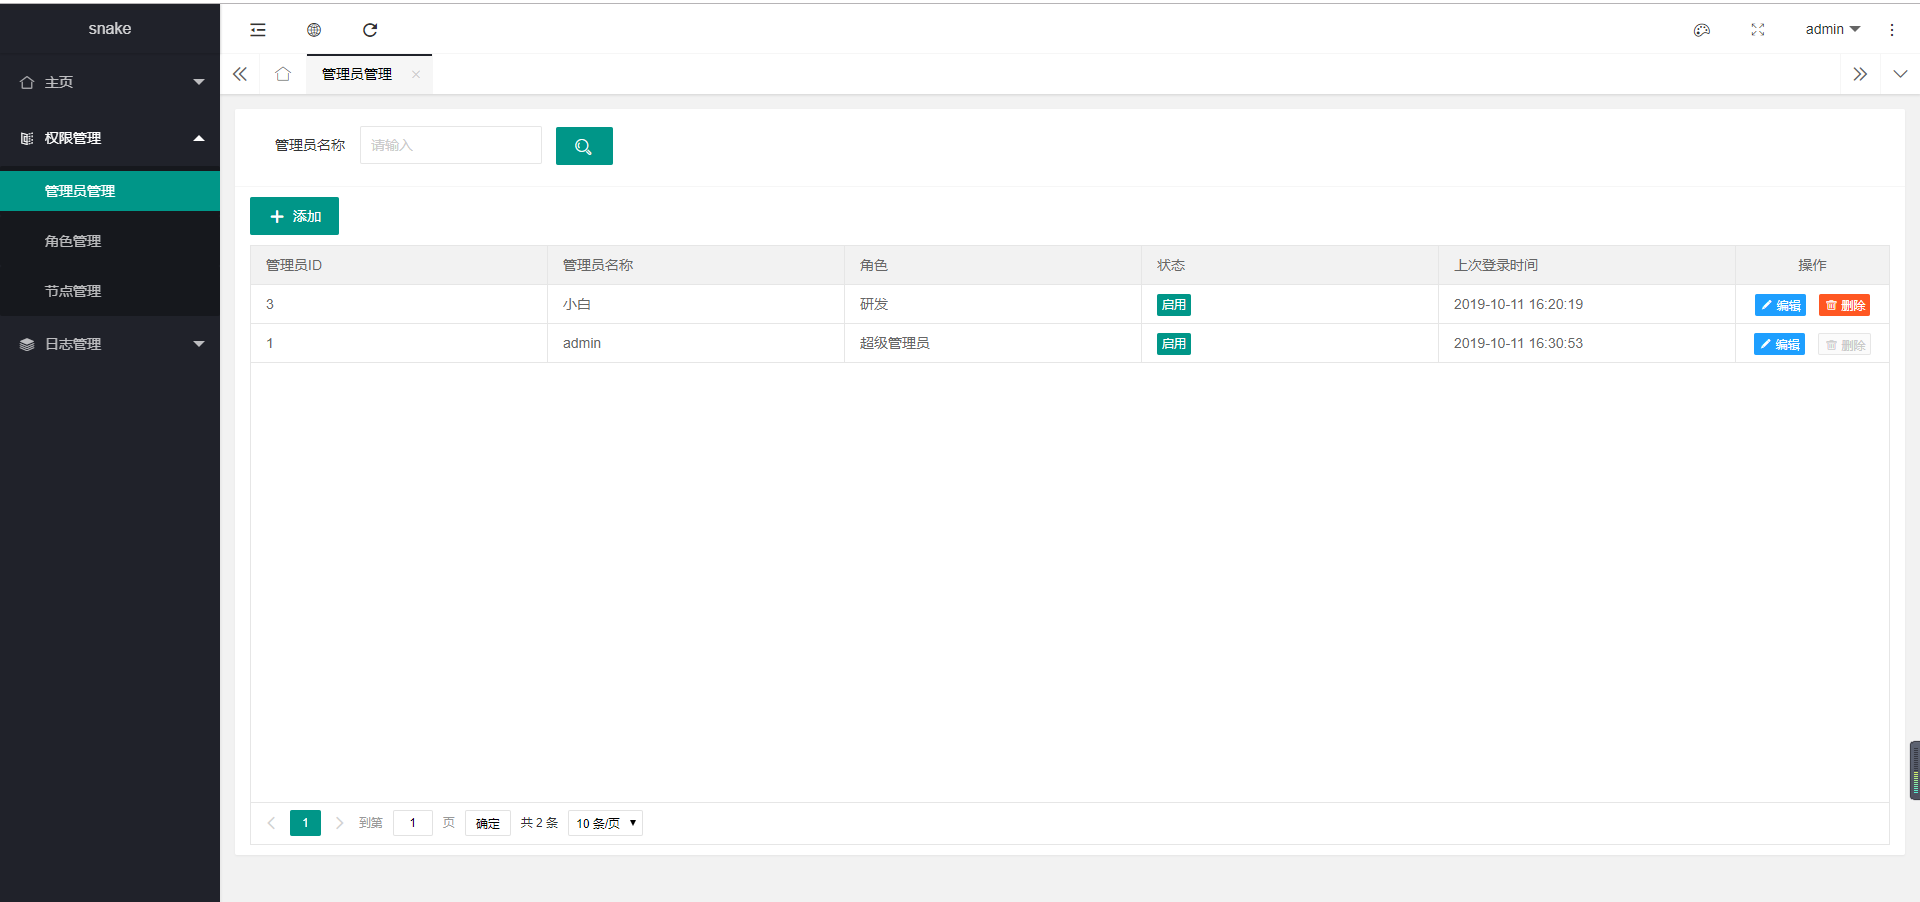 snake
admin
主页
管理员管理
权限管理
管理员管理
角色管理
节点管理
日志管理
管理员名称 请输入
添加
管理员ID 管理员名称 角色 状态 上次登录时间 操作
3 小白 研发 启用 2019-10-11 16:20:19 编辑 删除
1 admin 超级管理员 启用 2019-10-11 16:30:53 编辑 删除
1 到第 1 页 确定 共 2 条 10 条/页